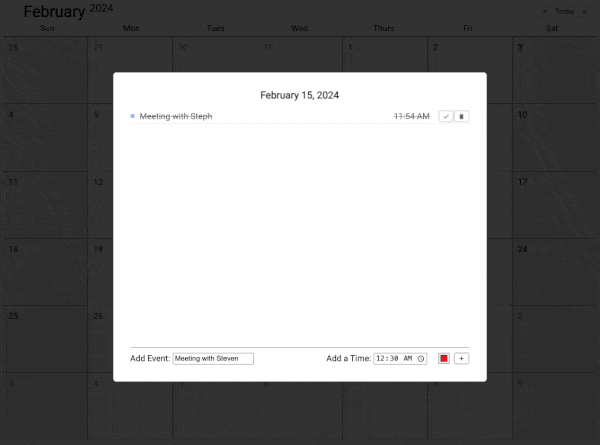 February 2024
< Today >
Sun Mon Tues Wed Thurs Fri Sat
28 29 30 31 1 2 3
February 15, 2024
Meeting with Steph 11:54 AM
4 5 10
11 12 17
18 19 24
25 26 2
3 4 9
Add Event: Meeting with Steven Add a Time: 12:30 AM +